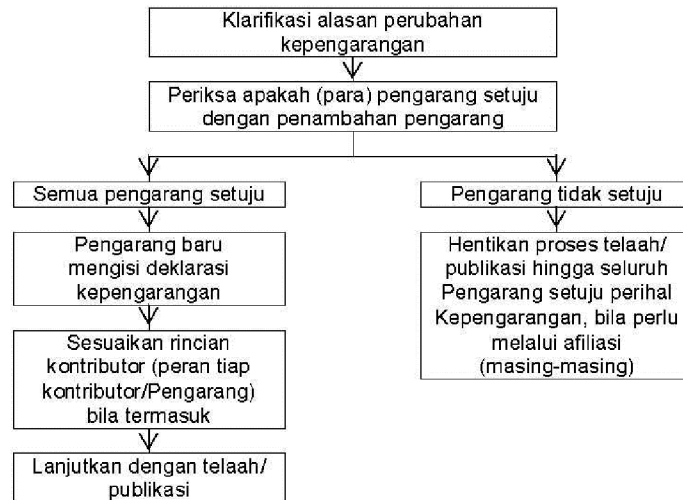 Klarifikasi alasan perubahan
kepengarangan
Periksa apakah (para) pengarang setuju
dengan penambahan pengarang
Semua pengarang setuju
Pengarang tidak setuju
Pengarang baru
mengisi deklarasi
kepengarangan
Hentikan proses telaah/
publikasi hingga seluruh
Pengarang setuju perihal
Kepengarangan, bila perlu
melalui afiliasi
(masing-masing)
Sesuaikan rincian
kontributor (peran tiap
kontributor/Pengarang)
bila termasuk
Lanjutkan dengan telaah/
publikasi